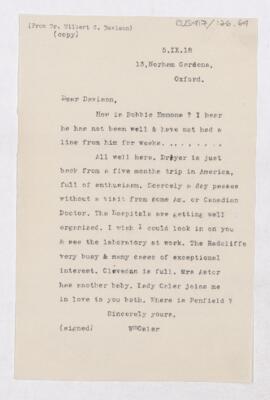 (From Dr. Wilbert C. Davison)
CUS417/126.64
(copy)
5.IX.18
13,Norham Gardens,
Oxford.
Dear Davison,
How is Bobbie Emmons ? I hear
he has not been well & have not had a
line from him for weeks. .......
All well here. Dreyer is just
back from a five months trip in America,
full of enthusiasm. Scarcely a day passes
without a visit from some Am. or Canadian
Doctor. The Hospitals are getting well
organized. I wish I could look in on you
& see the laboratory at work. The Radcliffe
very busy & many cases of exceptional
interest. Cliveden is full. Mrs Astor
has another baby. Lady Osler joins me
in love to you both. Where is Penfield ?
Sincerely yours,
(signed) WmOsler